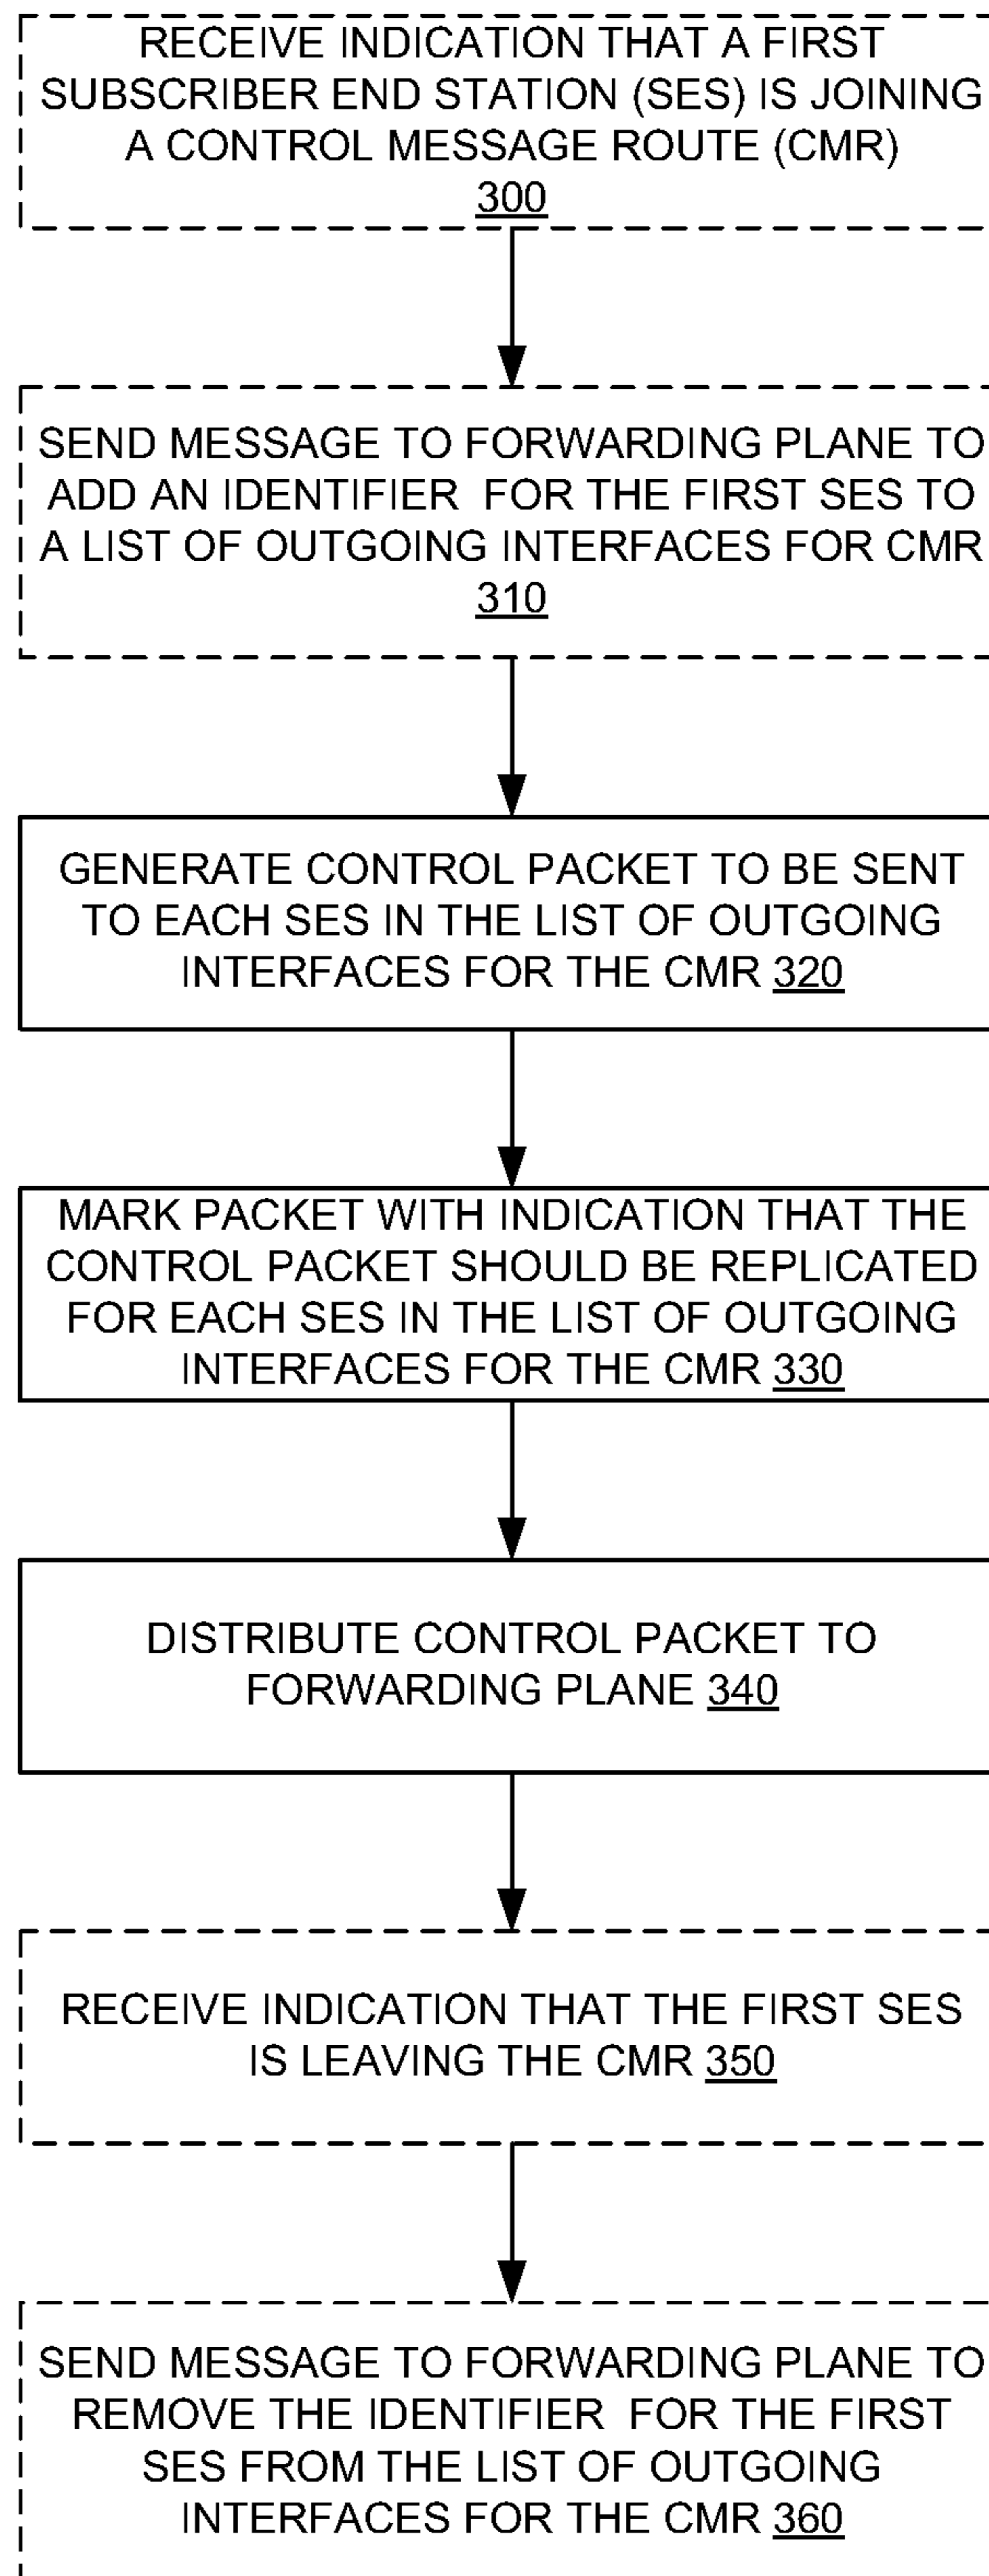 RECEIVE INDICATION THAT A FIRST
SUBSCRIBER END STATION (SES) IS JOINING
A CONTROL MESSAGE ROUTE (CMR)
300
SEND MESSAGE TO FORWARDING PLANE TO
ADD AN IDENTIFIER FOR THE FIRST SES TO
A LIST OF OUTGOING INTERFACES FOR CMR
310
GENERATE CONTROL PACKET TO BE SENT
TO EACH SES IN THE LIST OF OUTGOING
INTERFACES FOR THE CMR 320
MARK PACKET WITH INDICATION THAT THE
CONTROL PACKET SHOULD BE REPLICATED
FOR EACH SES IN THE LIST OF OUTGOING
INTERFACES FOR THE CMR 330
DISTRIBUTE CONTROL PACKET TO
FORWARDING PLANE 340
RECEIVE INDICATION THAT THE FIRST SES
IS LEAVING THE CMR 350
SEND MESSAGE TO FORWARDING PLANE TO
REMOVE THE IDENTIFIER FOR THE FIRST
SES FROM THE LIST OF OUTGOING
INTERFACES FOR THE CMR 360